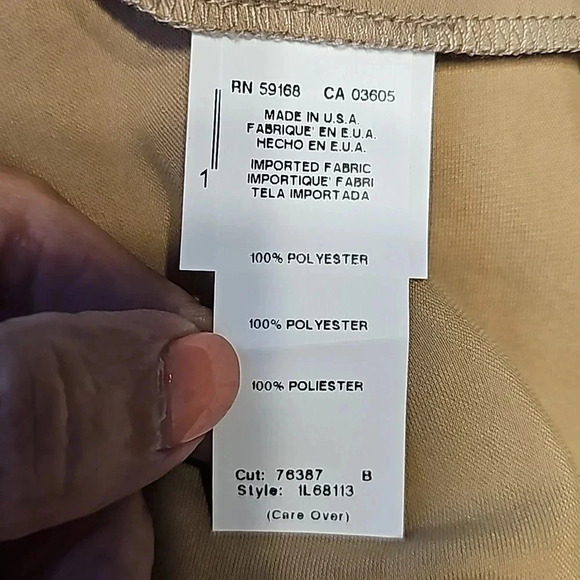 RN 59168 CA 03605
MADE IN U.S.A.
FABRIQUE' EN E.U.A.
HECHO EN E.U.A.
1
IMPORTED FABRIC
IMPORTIQUE' FABRI
TELA IMPORTADA
100% POLYESTER
100% POLYESTER
100% POLIESTER
Cut: 76387 B
Style: 1L68113
(Care Over)